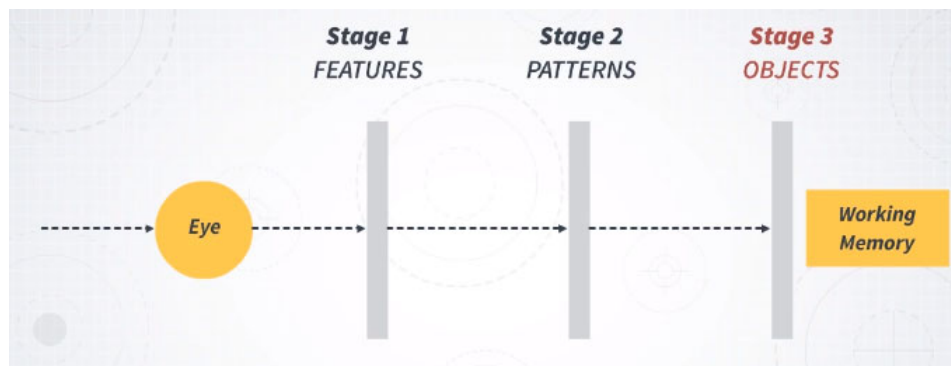 Stage 1
FEATURES
Stage 2
PATTERNS
Stage 3
OBJECTS
Eye
Working
Memory